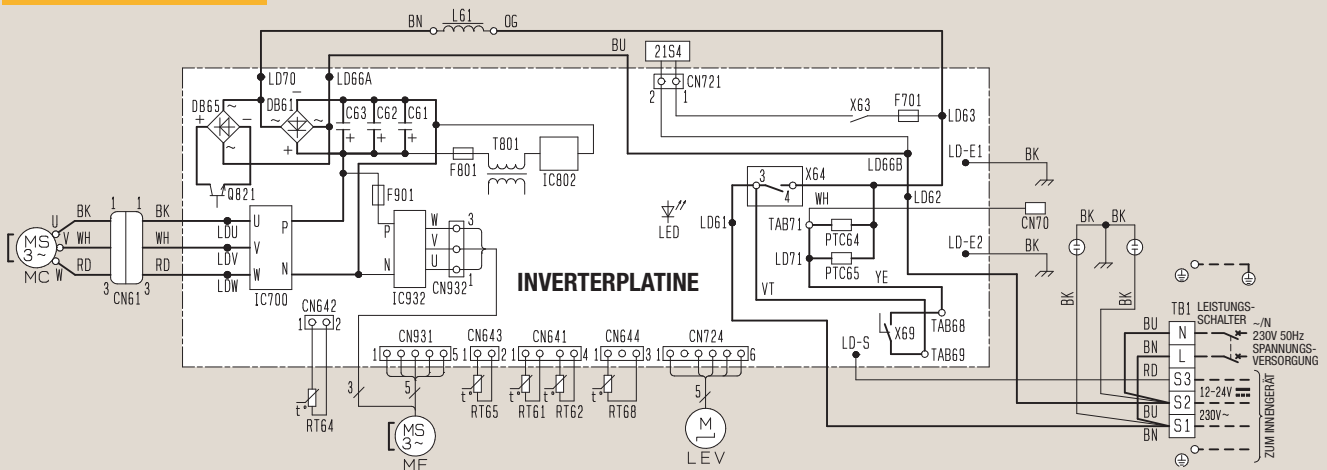 BN L61 OG
BU
21S4
LD70 LD66A
CN721
2 1
DB65 ~ DB61 ~
+ - ~ ~ +
C63 C62 C61
+ + +
X63 F701
LD63
T801
F801 IC802
LD66B
LD-E1 BK
Q821
F901
3 X64
4
LD62
WH
CN70
U BK 1 1 BK LDU U P
MS 3~ V WH WH LDV V
MC W RD 3 3 RD LDW W N
CN61
IC700
P W 3
V
N U 1
IC932 CN932
LED
LD61
TAB71 PTC64
LD71 PTC65
LD-E2 BK
BK BK
INVERTERPLATINE
VT YE
BK BK
CN642
1 2
t° RT64
3
CN931
1 5
5
MS 3~
MF
CN643
1 2
t° RT65
CN641
1 4
t° RT61 t° RT62
CN644
1 3
t° RT68
CN724
1 6
5
M
LEV
X69
TAB68
TAB69
LD-S
TB1 LEISTUNGS-
SCHALTER
BU N ~/N
230V 50Hz
BN L SPANNUNGS-
VERSORGUNG
RD S3
12-24V
S2
BU 230V~
BN S1
ZUM INNENGERÄT